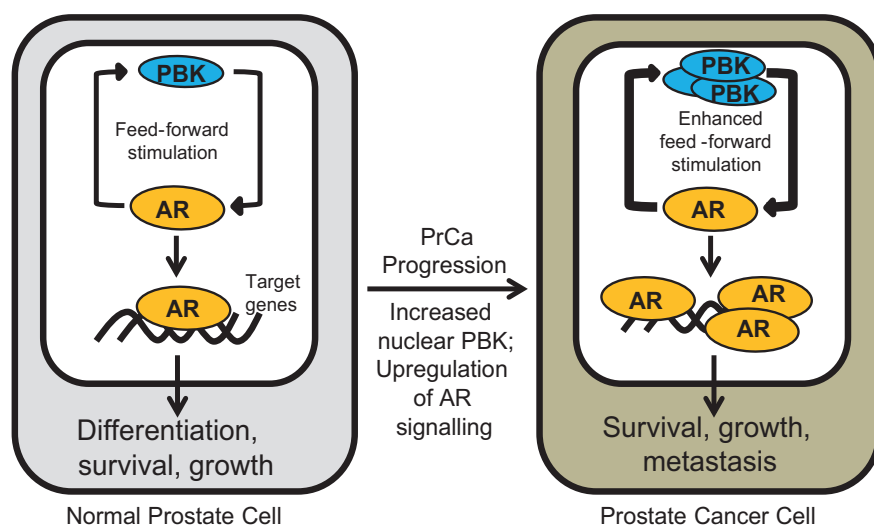 PBK
Feed-forward
stimulation
AR
AR
Target
genes
Differentiation,
survival, growth
Normal Prostate Cell
PrCa
Progression
Increased
nuclear PBK;
Upregulation
of AR
signalling
PBK
PBK
Enhanced
feed -forward
stimulation
AR
AR
AR
AR
Survival, growth,
metastasis
Prostate Cancer Cell